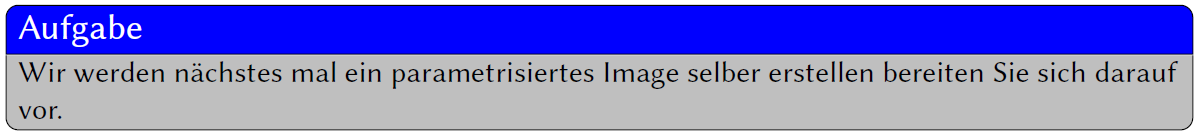 Aufgabe
Wir werden nächstes mal ein parametrisiertes Image selber erstellen bereiten Sie sich darauf
vor.